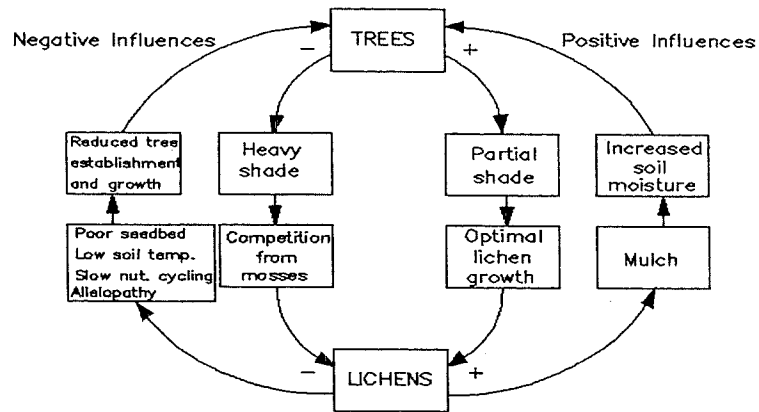 Negative Influences
TREES
Positive Influences
−
+
Reduced tree
establishment
and growth
Heavy
shade
Partial
shade
Increased
soil
moisture
Poor seedbed
Low soil temp.
Slow nut. cycling
Allelopathy
Competition
from
mosses
Optimal
lichen
growth
Mulch
−
LICHENS
+